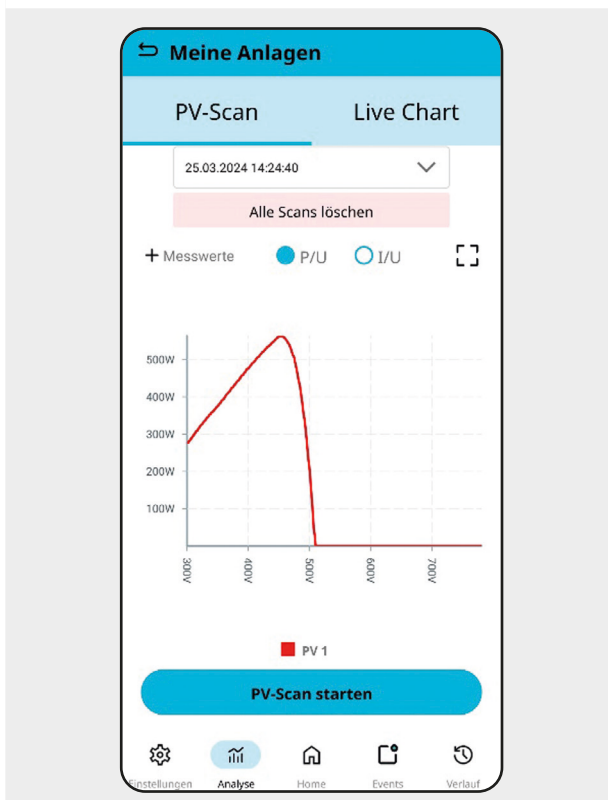 Meine Anlagen
PV-Scan Live Chart
25.03.2024 14:24:40
Alle Scans löschen
+ Messwerte P/U I/U
500W
400W
300W
200W
100W
300V 400V 500V 600V 700V
PV 1
PV-Scan starten
Einstellungen Analyse Home Events Verlauf